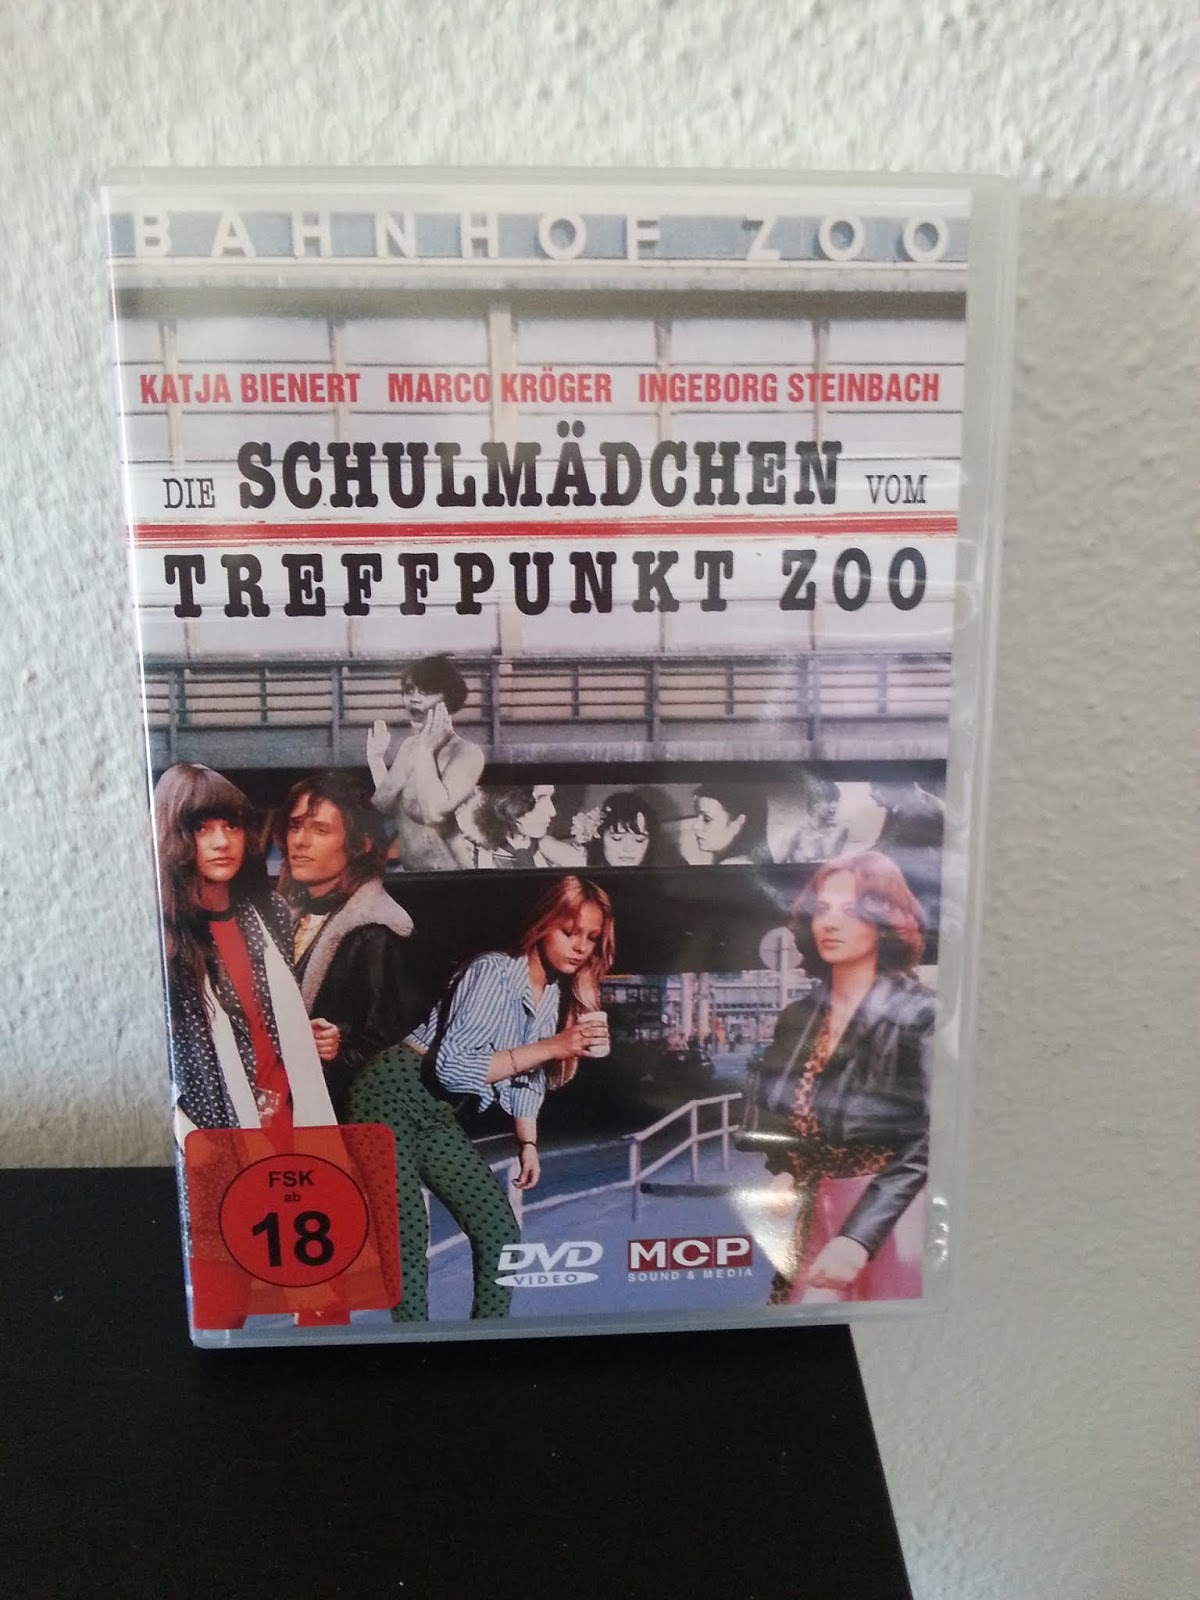 BAHNHOF ZOO
KATJA BIENERT MARCO KRÖGER INGEBORG STEINBACH
DIE SCHULMÄDCHEN VOM
TREFFPUNKT ZOO
FSK
ab
18
DVD
VIDEO
MCP
SOUND & MEDIA